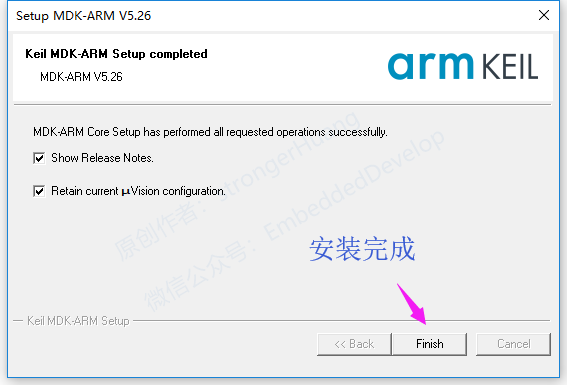 Setup MDK-ARM V5.26
Keil MDK-ARM Setup completed
MDK-ARM V5.26
arm KEIL
MDK-ARM Core Setup has performed all requested operations successfully.
Show Release Notes.
Retain current µVision configuration.
原创作者：StrongerHuang
微信公众号：EmbeddedDevelop
安装完成
Keil MDK-ARM Setup
<< Back
Finish
Cancel